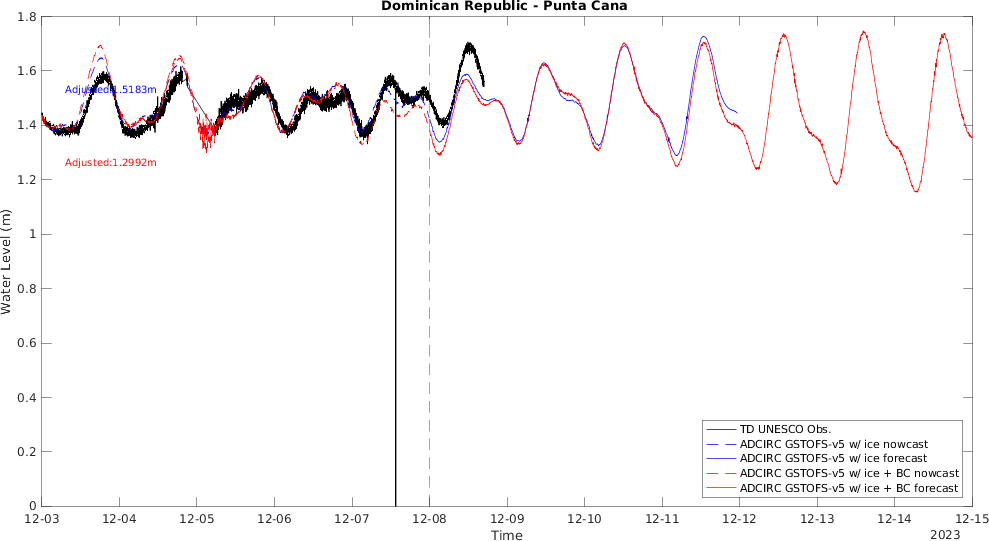 Dominican Republic - Punta Cana
1.8
1.6
1.4
1.2
1
0.8
0.6
0.4
0.2
0
Water Level (m)
Adjusted:1.5183m
Adjusted:1.2992m
TD UNESCO Obs.
ADCIRC GSTOFS-v5 w/ ice nowcast
ADCIRC GSTOFS-v5 w/ ice forecast
ADCIRC GSTOFS-v5 w/ ice + BC nowcast
ADCIRC GSTOFS-v5 w/ ice + BC forecast
12-03 12-04 12-05 12-06 12-07 12-08 12-09 12-10 12-11 12-12 12-13 12-14 12-15
Time
2023